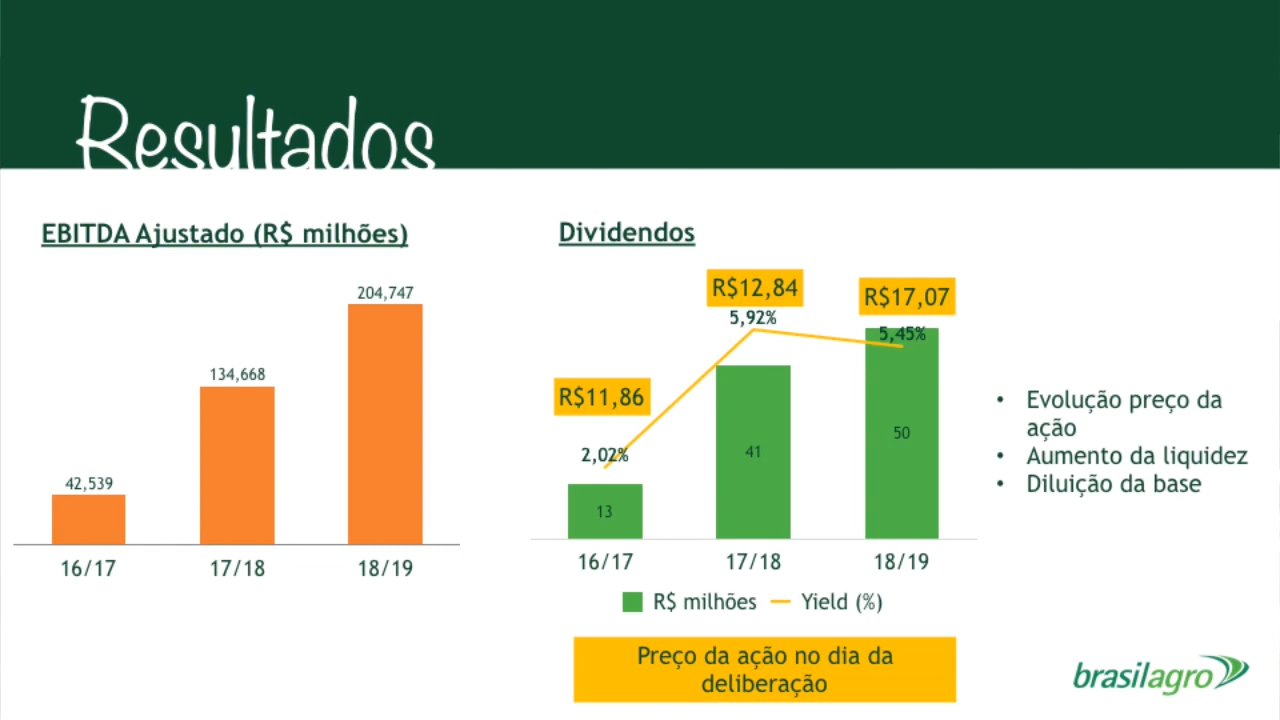 Resultados
EBITDA Ajustado (R$ milhões)
204,747
134,668
42,539
16/17
17/18
18/19
Dividendos
R$12,84
R$17,07
5,92%
5,45%
R$11,86
2,02%
13
41
50
16/17
17/18
18/19
R$ milhões
Yield (%)
Preço da ação no dia da
deliberação
• Evolução preço da
ação
• Aumento da liquidez
• Diluição da base
brasilagro